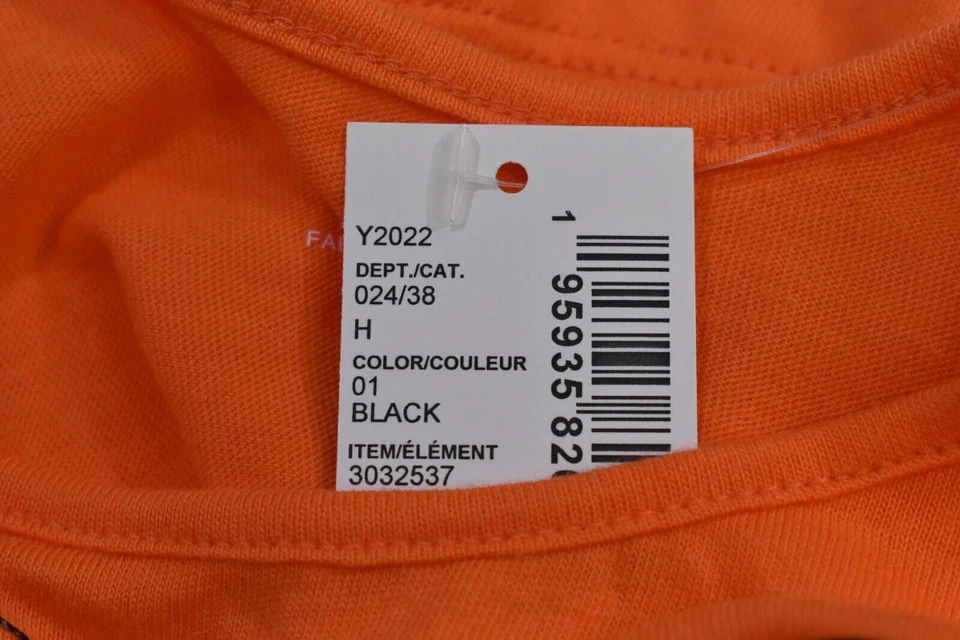 Y2022
DEPT./CAT.
024/38
H
COLOR/COULEUR
01
BLACK
ITEM/ÉLÉMENT
3032537
1
95935 82